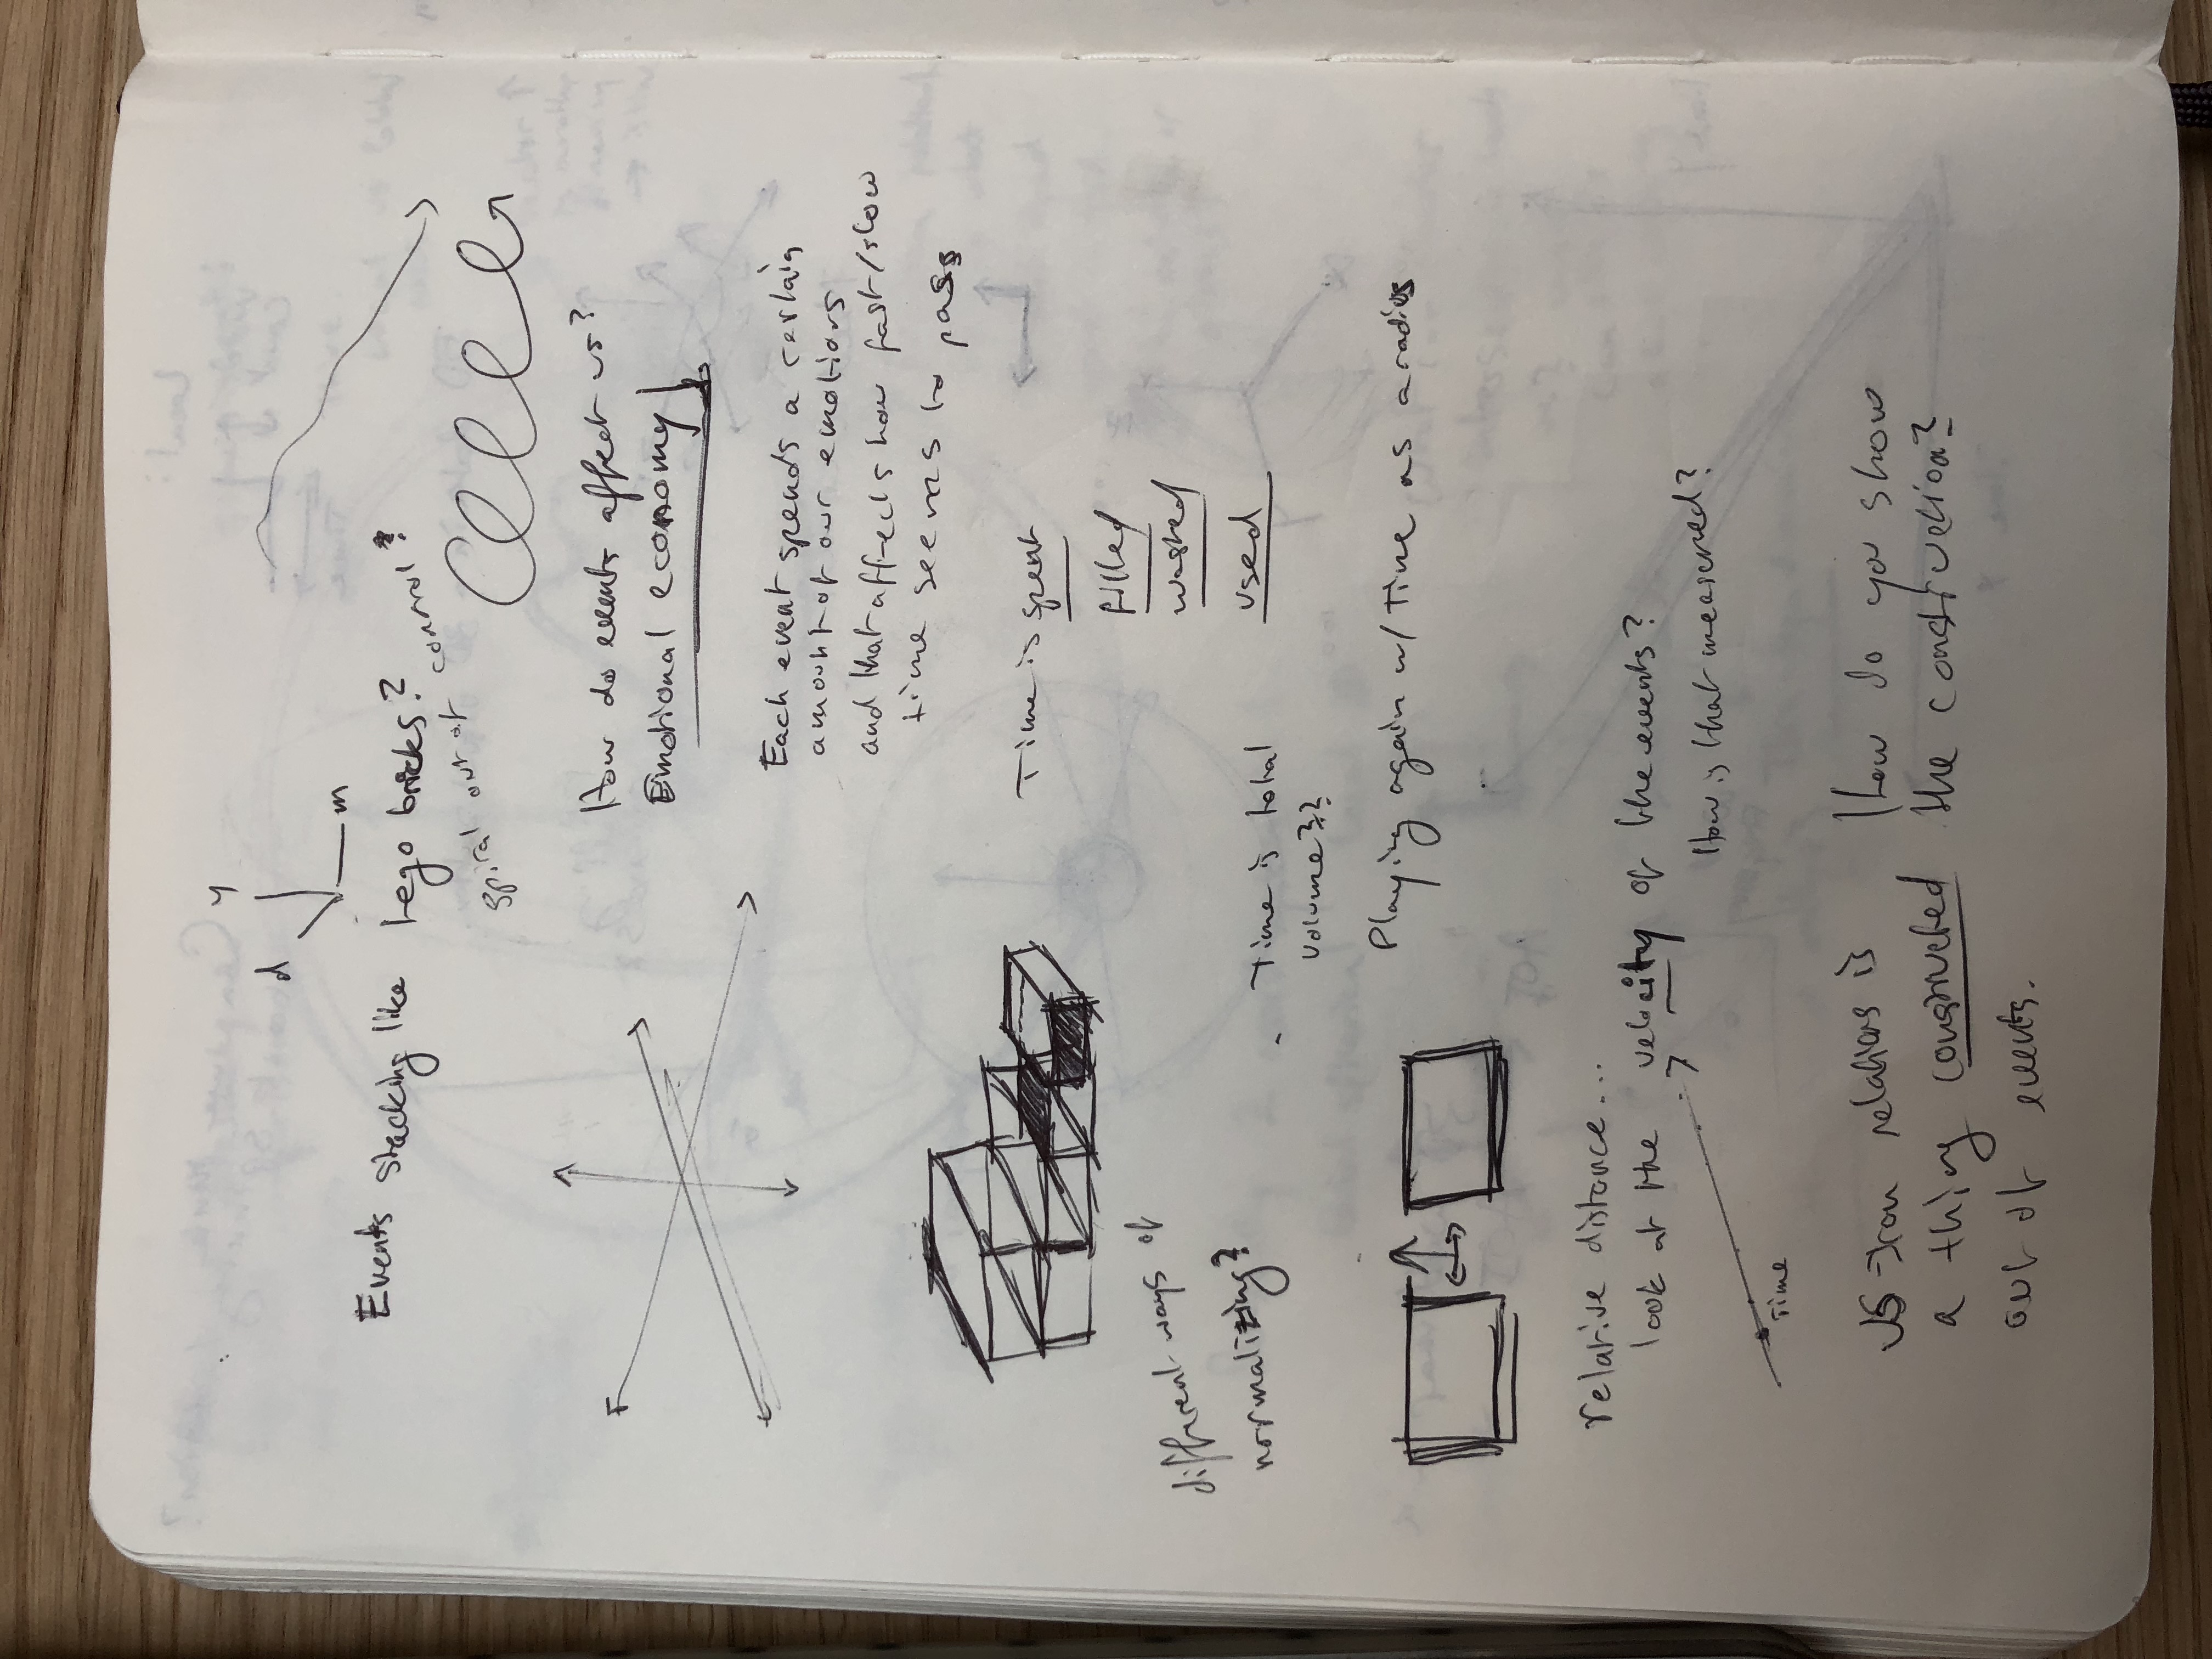 y
d
m
Events stacking like Lego bricks?
spiral out of control?
How do events affect us?
Emotional economy
Each event spends a certain
amount of our emotions
and that affects how fast/slow
time seems to pass
Time is spent
filled
wasted
used
different ways of
normalizing?
Time is total
volume??
Playing again w/ Time as a radius
relative distance...
look at the velocity of the events?
How is that measured?
Time
US-Iran relations is
a thing constructed
out of events.
How do you show
the construction?